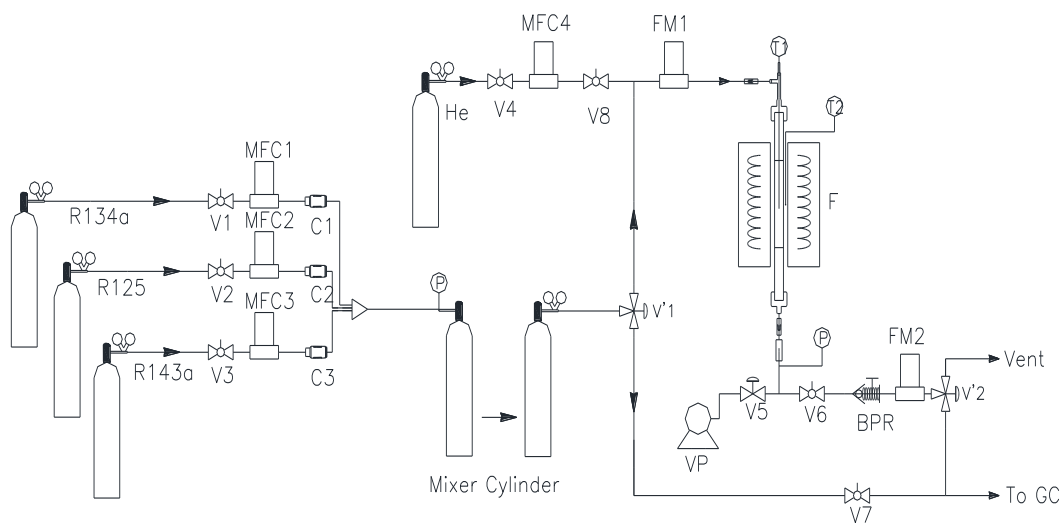 MFC4
FM1
T1
He
V4
V8
T2
MFC1
R134a
V1
C1
F
MFC2
R125
V2
C2
MFC3
P
V'1
R143a
V3
C3
P
FM2
Vent
V5
V6
BPR
V'2
VP
Mixer Cylinder
V7
To GC